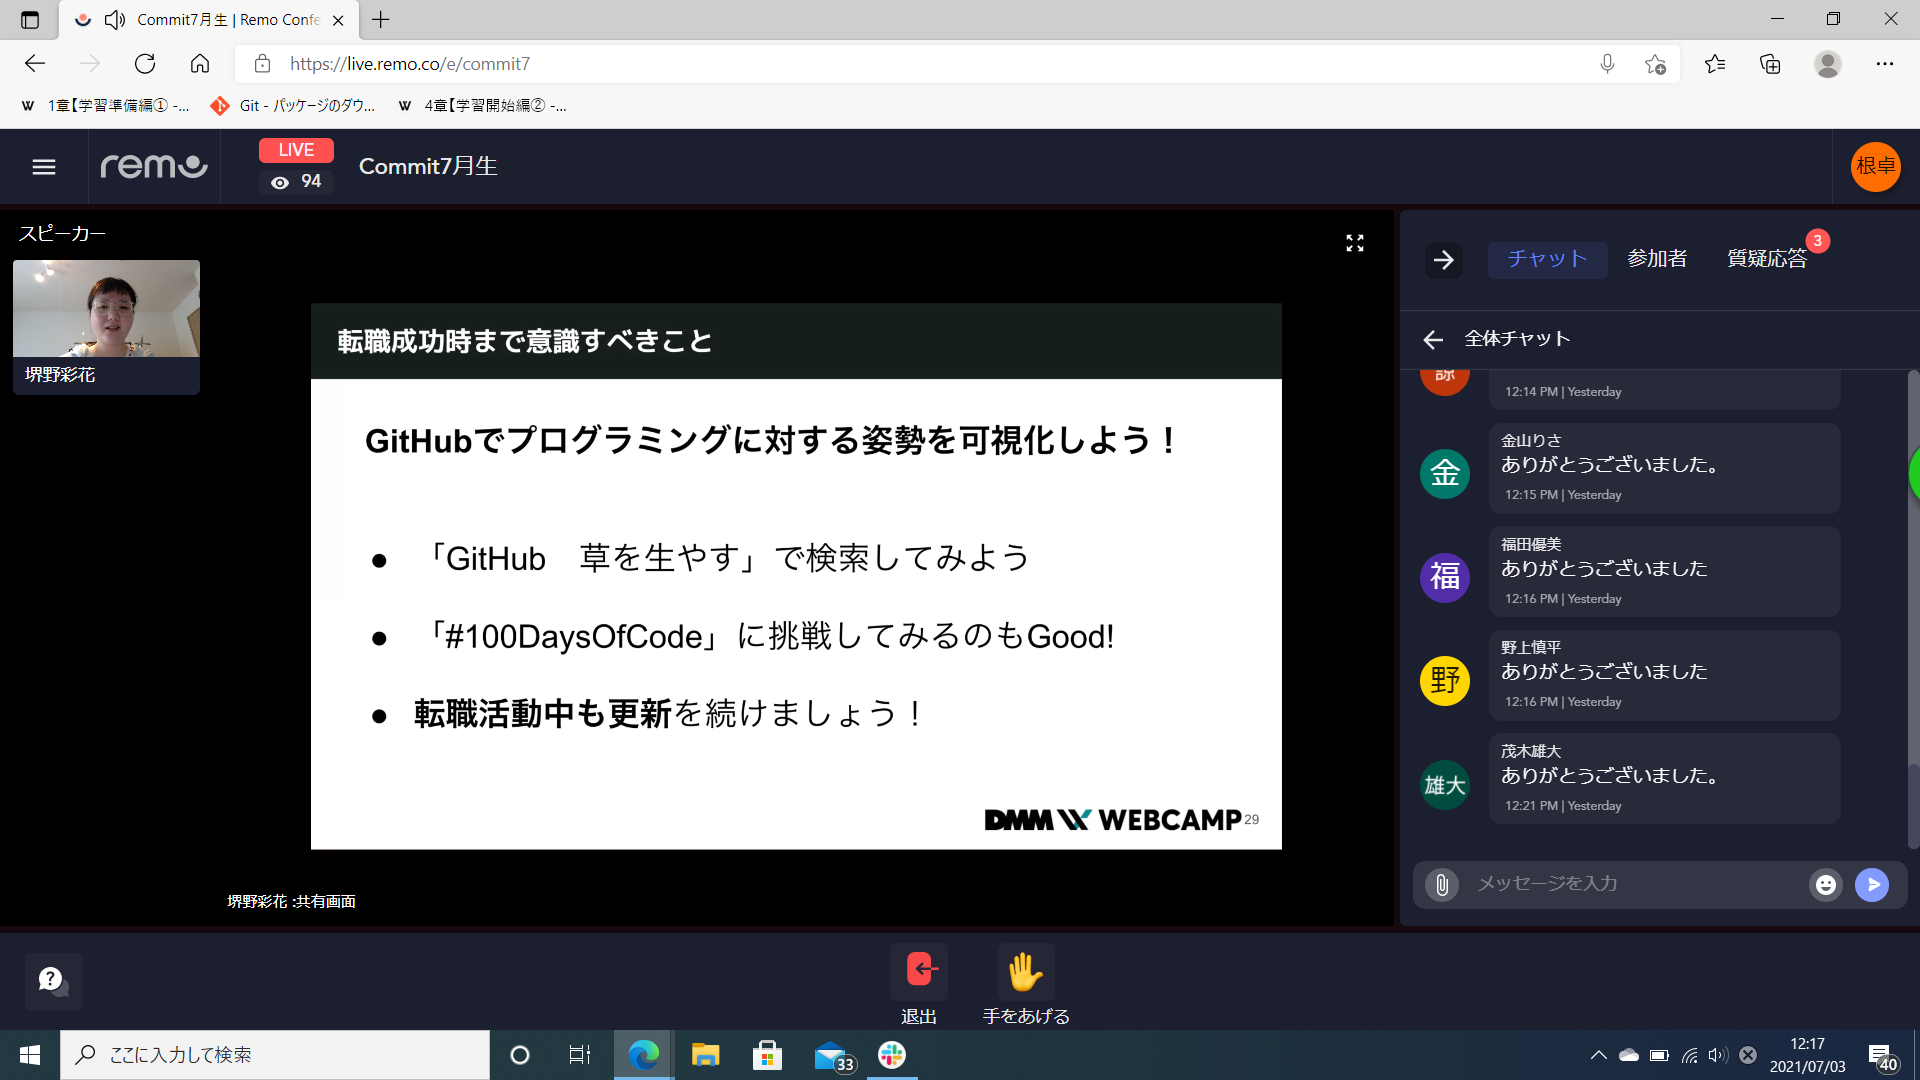 Commit7月生 | Remo Confe
https://live.remo.co/e/commit7
1章【学習準備編① -...
Git - パッケージのダウ...
4章【学習開始編② -...
remo
LIVE
94
Commit7月生
根卓
スピーカー
堺野彩花
転職成功時まで意識すべきこと
GitHubでプログラミングに対する姿勢を可視化しよう！
● 「GitHub　草を生やす」で検索してみよう
● 「#100DaysOfCode」に挑戦してみるのもGood!
● 転職活動中も更新を続けましょう！
DMM WEBCAMP
29
堺野彩花 :共有画面
チャット
参加者
質疑応答
3
全体チャット
12:14 PM | Yesterday
金
金山りさ
ありがとうございました。
12:15 PM | Yesterday
福
福田優美
ありがとうございました
12:16 PM | Yesterday
野
野上慎平
ありがとうございました
12:16 PM | Yesterday
雄大
茂木雄大
ありがとうございました。
12:21 PM | Yesterday
メッセージを入力
退出
手をあげる
ここに入力して検索
33
12:17
2021/07/03
40